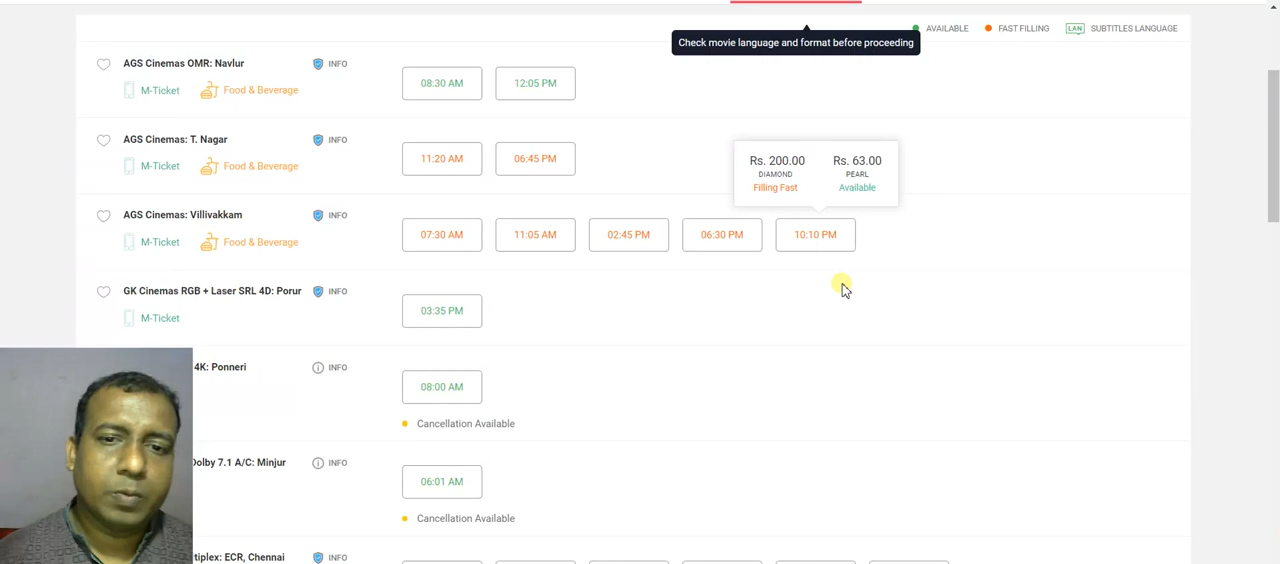 AVAILABLE
FAST FILLING
LAN
SUBTITLES LANGUAGE
Check movie language and format before proceeding
AGS Cinemas OMR: Navlur
INFO
M-Ticket
Food & Beverage
08:30 AM
12:05 PM
AGS Cinemas: T. Nagar
INFO
M-Ticket
Food & Beverage
11:20 AM
06:45 PM
Rs. 200.00
DIAMOND
Filling Fast
Rs. 63.00
PEARL
Available
AGS Cinemas: Villivakkam
INFO
M-Ticket
Food & Beverage
07:30 AM
11:05 AM
02:45 PM
06:30 PM
10:10 PM
GK Cinemas RGB + Laser SRL 4D: Porur
INFO
M-Ticket
03:35 PM
4K: Ponneri
INFO
08:00 AM
Cancellation Available
Dolby 7.1 A/C: Minjur
INFO
06:01 AM
Cancellation Available
tiplex: ECR, Chennai
INFO